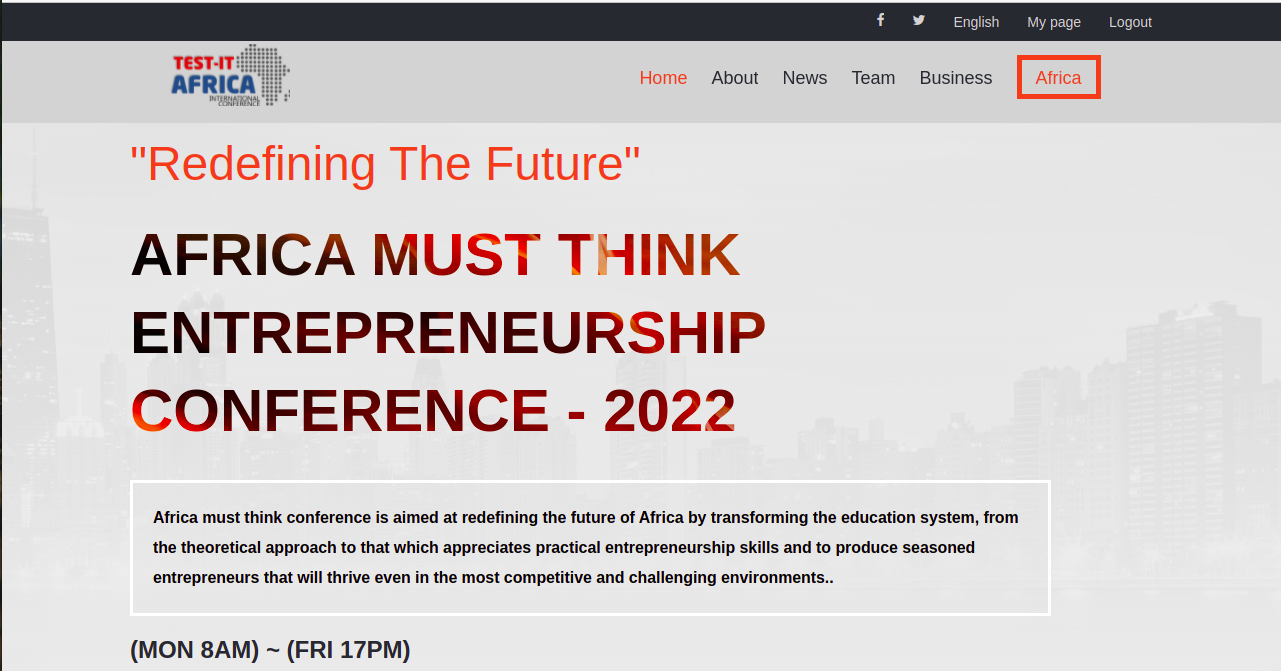 English My page Logout
TEST-IT
AFRICA
INTERNATIONAL
CONFERENCE
Home About News Team Business Africa
"Redefining The Future"
AFRICA MUST THINK
ENTREPRENEURSHIP
CONFERENCE - 2022
Africa must think conference is aimed at redefining the future of Africa by transforming the education system, from
the theoretical approach to that which appreciates practical entrepreneurship skills and to produce seasoned
entrepreneurs that will thrive even in the most competitive and challenging environments..
(MON 8AM) ~ (FRI 17PM)